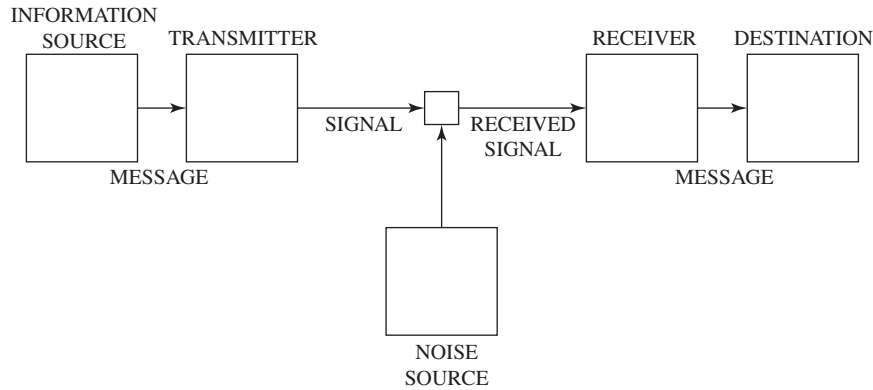 INFORMATION
SOURCE
TRANSMITTER
RECEIVER
DESTINATION
SIGNAL
RECEIVED
SIGNAL
MESSAGE
MESSAGE
NOISE
SOURCE